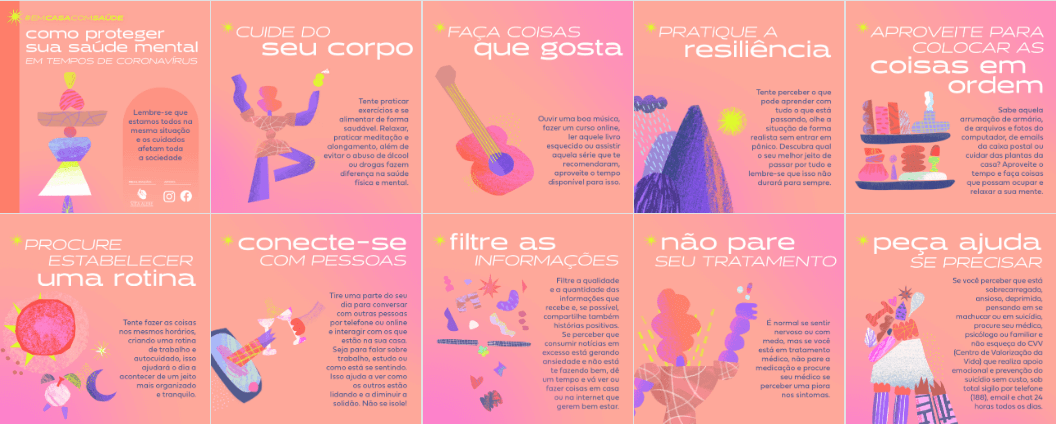 #EMCASACOMSAÚDE
como proteger
sua saúde mental
EM TEMPOS DE CORONAVÍRUS
Lembre-se que
estamos todos na
mesma situação
e os cuidados
afetam toda
a sociedade
CUIDE DO
seu corpo
Tente praticar
exercícios e se
alimentar de forma
saudável. Relaxar,
praticar meditação e
alongamento, além de
evitar o abuso de álcool
ou drogas fazem
diferença na saúde
física e mental.
FAÇA COISAS
que gosta
Ouvir uma boa música,
fazer um curso online,
ler aquele livro
esquecido ou assistir
aquela série que te
recomendaram,
aproveite o tempo
disponível para isso.
PRATIQUE A
resiliência
Tente perceber o que
pode aprender com
tudo o que está
passando, olhe a
situação de forma
realista sem entrar em
pânico. Descubra qual
o seu melhor jeito de
passar por tudo e
lembre-se que isso não
durará para sempre.
APROVEITE PARA
COLOCAR AS
coisas em
ordem
Sabe aquela
arrumação de armário,
de arquivos e fotos do
computador, de emails
da caixa postal ou
cuidar das plantas da
casa? Aproveite o
tempo e faça coisas
que possam ocupar e
relaxar a sua mente.
PROCURE
ESTABELECER
uma rotina
Tente fazer as coisas
nos mesmos horários,
criando uma rotina
de trabalho e
autocuidado, isso
ajudará o dia a
acontecer de um jeito
mais organizado
e tranquilo.
conecte-se
COM PESSOAS
Tire uma parte do seu
dia para conversar
com outras pessoas
por telefone ou online
e interagir com os que
estão na sua casa.
Seja para falar sobre
trabalho, estudo ou
como está se sentindo.
Isso ajuda a ver como
os outros estão
lidando e a diminuir a
solidão. Não se isole!
filtre as
INFORMAÇÕES
Filtre a qualidade
e a quantidade das
informações que
recebe e, se possível,
compartilhe também
histórias positivas.
Se perceber que
consumir notícias em
excesso está gerando
ansiedade e não está
te fazendo bem, dê
um tempo e vá ver ou
fazer coisas em casa
ou na internet que
gerem bem estar.
não pare
SEU TRATAMENTO
É normal se sentir
nervoso ou com
medo, mas se você
está em tratamento
médico, não pare a
medicação e procure
seu médico se
perceber uma piora
nos sintomas.
peça ajuda
SE PRECISAR
Se você perceber que está
sobrecarregado,
ansioso, deprimido,
pensando em se
machucar ou em suicídio,
procure seu médico,
psicólogo ou familiar e
não esqueça do CVV
(Centro de Valorização da
Vida) que realiza apoio
emocional e prevenção do
suicídio sem custo, sob
total sigilo por telefone
(188), email e chat 24
horas todos os dias.